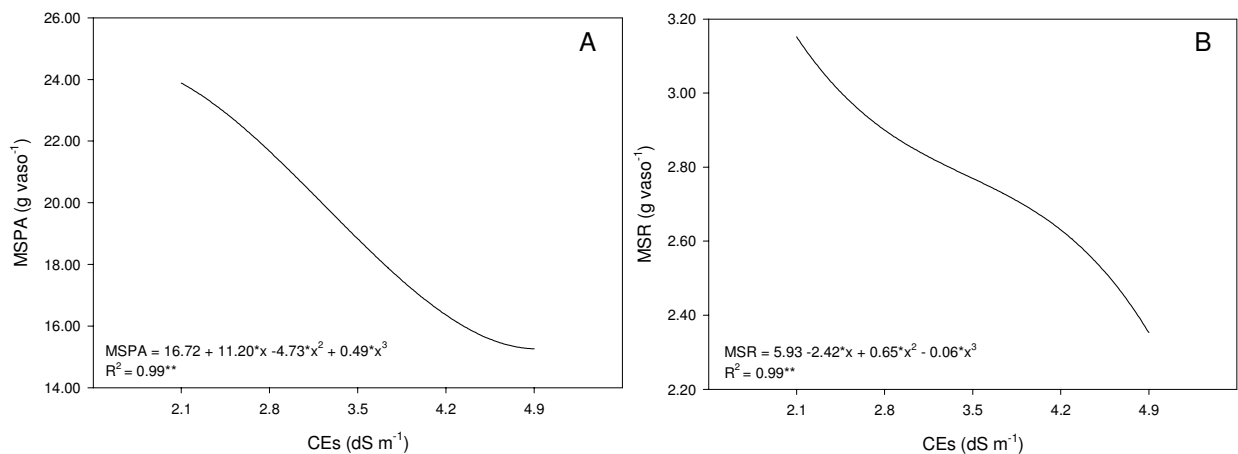 A
26.00
24.00
22.00
20.00
18.00
16.00
14.00
MSPA (g vaso⁻¹)
MSPA = 16.72 + 11.20*x -4.73*x² + 0.49*x³
R² = 0.99**
2.1 2.8 3.5 4.2 4.9
CEs (dS m⁻¹)
B
3.20
3.00
2.80
2.60
2.40
2.20
MSR (g vaso⁻¹)
MSR = 5.93 -2.42*x + 0.65*x² - 0.06*x³
R² = 0.99**
2.1 2.8 3.5 4.2 4.9
CEs (dS m⁻¹)